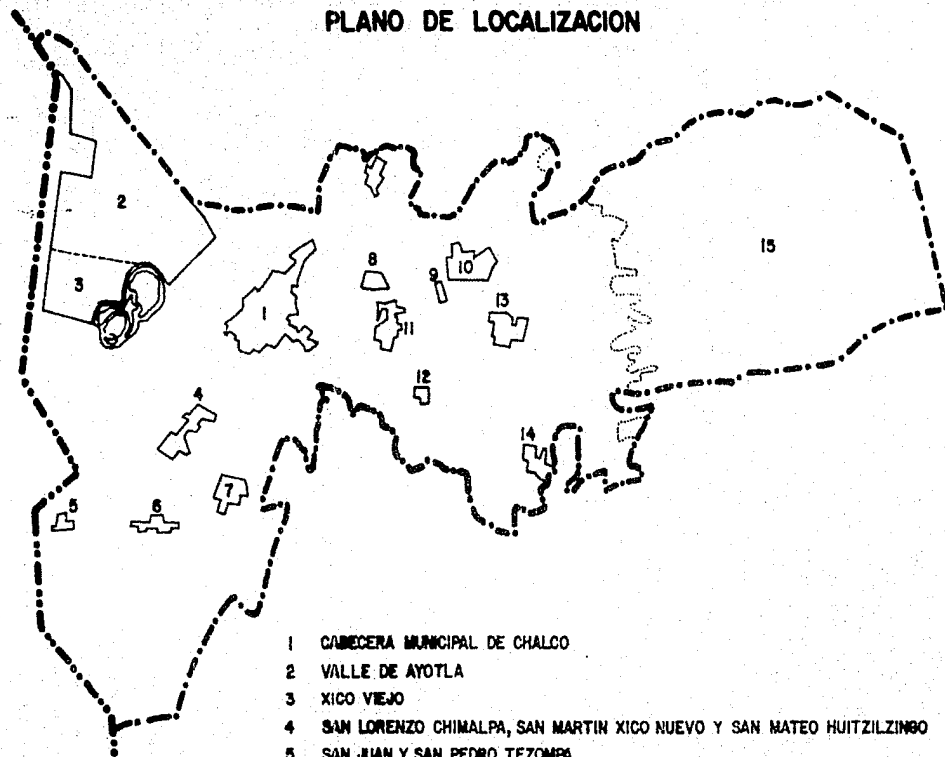 PLANO DE LOCALIZACION
2
3
8
9
10
15
1
11
13
12
4
14
7
5
6
1 CABECERA MUNICIPAL DE CHALCO
2 VALLE DE AYOTLA
3 XICO VIEJO
4 SAN LORENZO CHIMALPA, SAN MARTIN XICO NUEVO Y SAN MATEO HUITZILZINGO
5 SAN JUAN Y SAN PEDRO TEZOMPA